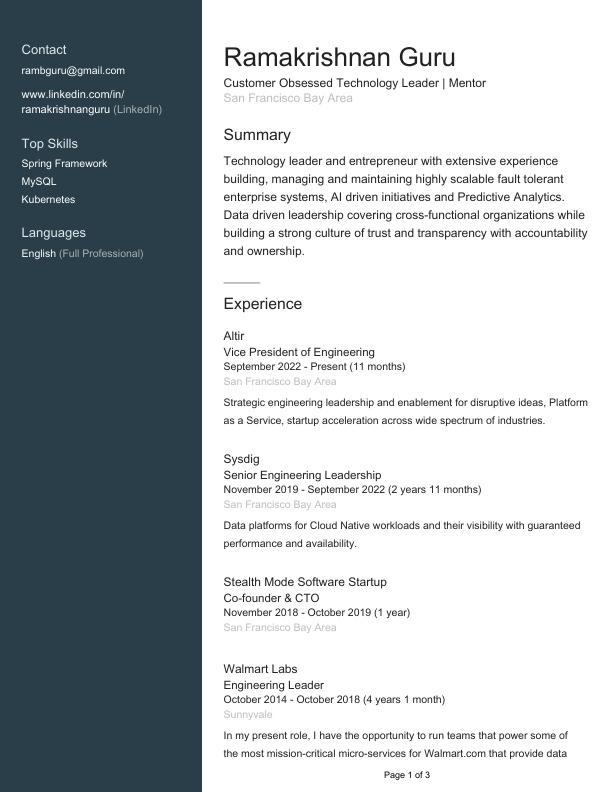 Contact
rambguru@gmail.com
www.linkedin.com/in/
ramakrishnanguru (LinkedIn)
Top Skills
Spring Framework
MySQL
Kubernetes
Languages
English (Full Professional)
Ramakrishnan Guru
Customer Obsessed Technology Leader | Mentor
San Francisco Bay Area
Summary
Technology leader and entrepreneur with extensive experience
building, managing and maintaining highly scalable fault tolerant
enterprise systems, AI driven initiatives and Predictive Analytics.
Data driven leadership covering cross-functional organizations while
building a strong culture of trust and transparency with accountability
and ownership.
Experience
Altir
Vice President of Engineering
September 2022 - Present (11 months)
San Francisco Bay Area
Strategic engineering leadership and enablement for disruptive ideas, Platform
as a Service, startup acceleration across wide spectrum of industries.
Sysdig
Senior Engineering Leadership
November 2019 - September 2022 (2 years 11 months)
San Francisco Bay Area
Data platforms for Cloud Native workloads and their visibility with guaranteed
performance and availability.
Stealth Mode Software Startup
Co-founder & CTO
November 2018 - October 2019 (1 year)
San Francisco Bay Area
Walmart Labs
Engineering Leader
October 2014 - October 2018 (4 years 1 month)
Sunnyvale
In my present role, I have the opportunity to run teams that power some of
the most mission-critical micro-services for Walmart.com that provide data
Page 1 of 3